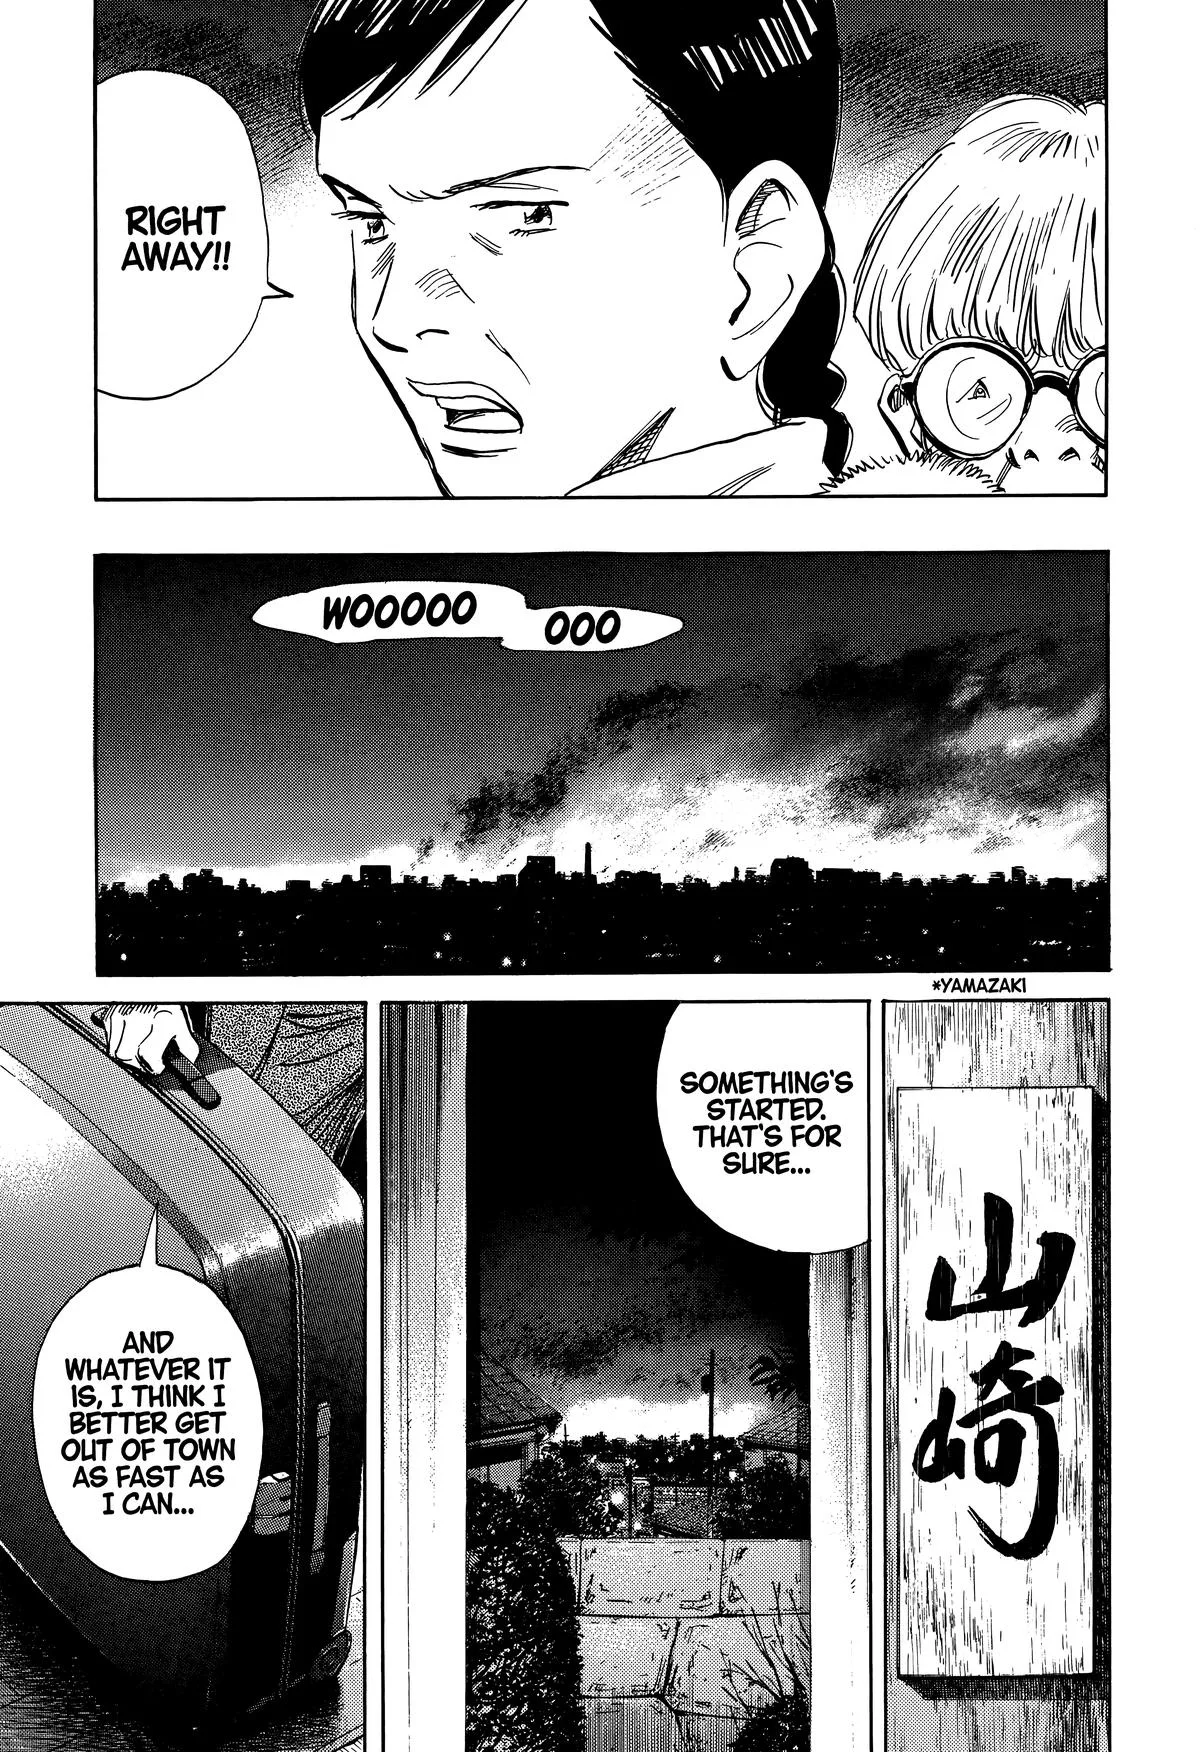 RIGHT
AWAY!!
WOOOOO
OOO
*YAMAZAKI
山崎
SOMETHING'S
STARTED.
THAT'S FOR
SURE...
AND
WHATEVER IT
IS, I THINK I
BETTER GET
OUT OF TOWN
AS FAST AS
I CAN...